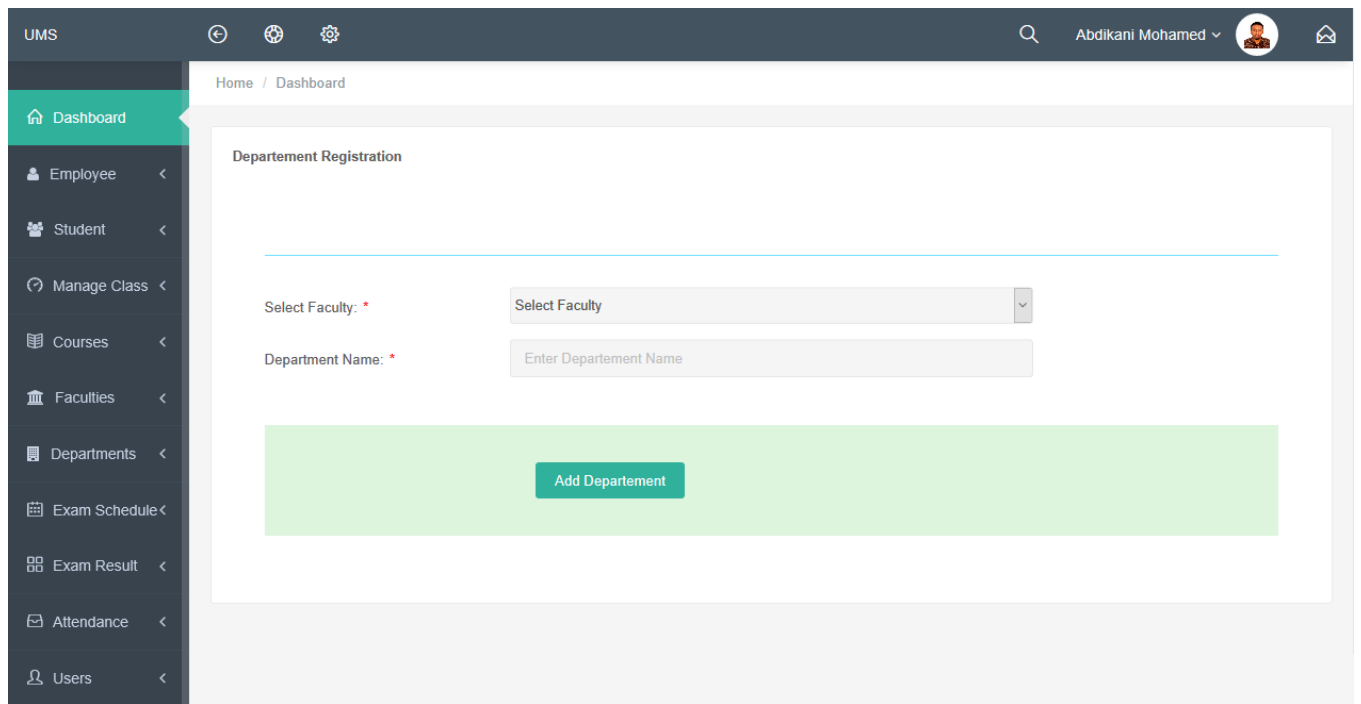 UMS
Abdikani Mohamed
Home / Dashboard
Dashboard
Employee
Student
Manage Class
Courses
Faculties
Departments
Exam Schedule
Exam Result
Attendance
Users
Departement Registration
Select Faculty: *
Select Faculty
Department Name: *
Enter Departement Name
Add Departement